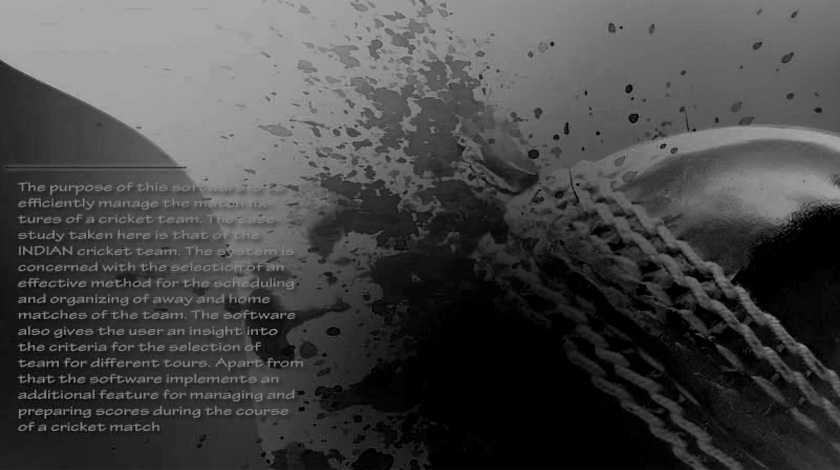 The purpose of this software is to
efficiently manage the match fix-
tures of a cricket team. The case-
study taken here is that of the
INDIAN cricket team. The system is
concerned with the selection of an
effective method for the scheduling
and organizing of away and home
matches of the team. The software
also gives the user an insight into
the criteria for the selection of
team for different tours. Apart from
that the software implements an
additional feature for managing and
preparing scores during the course
of a cricket match